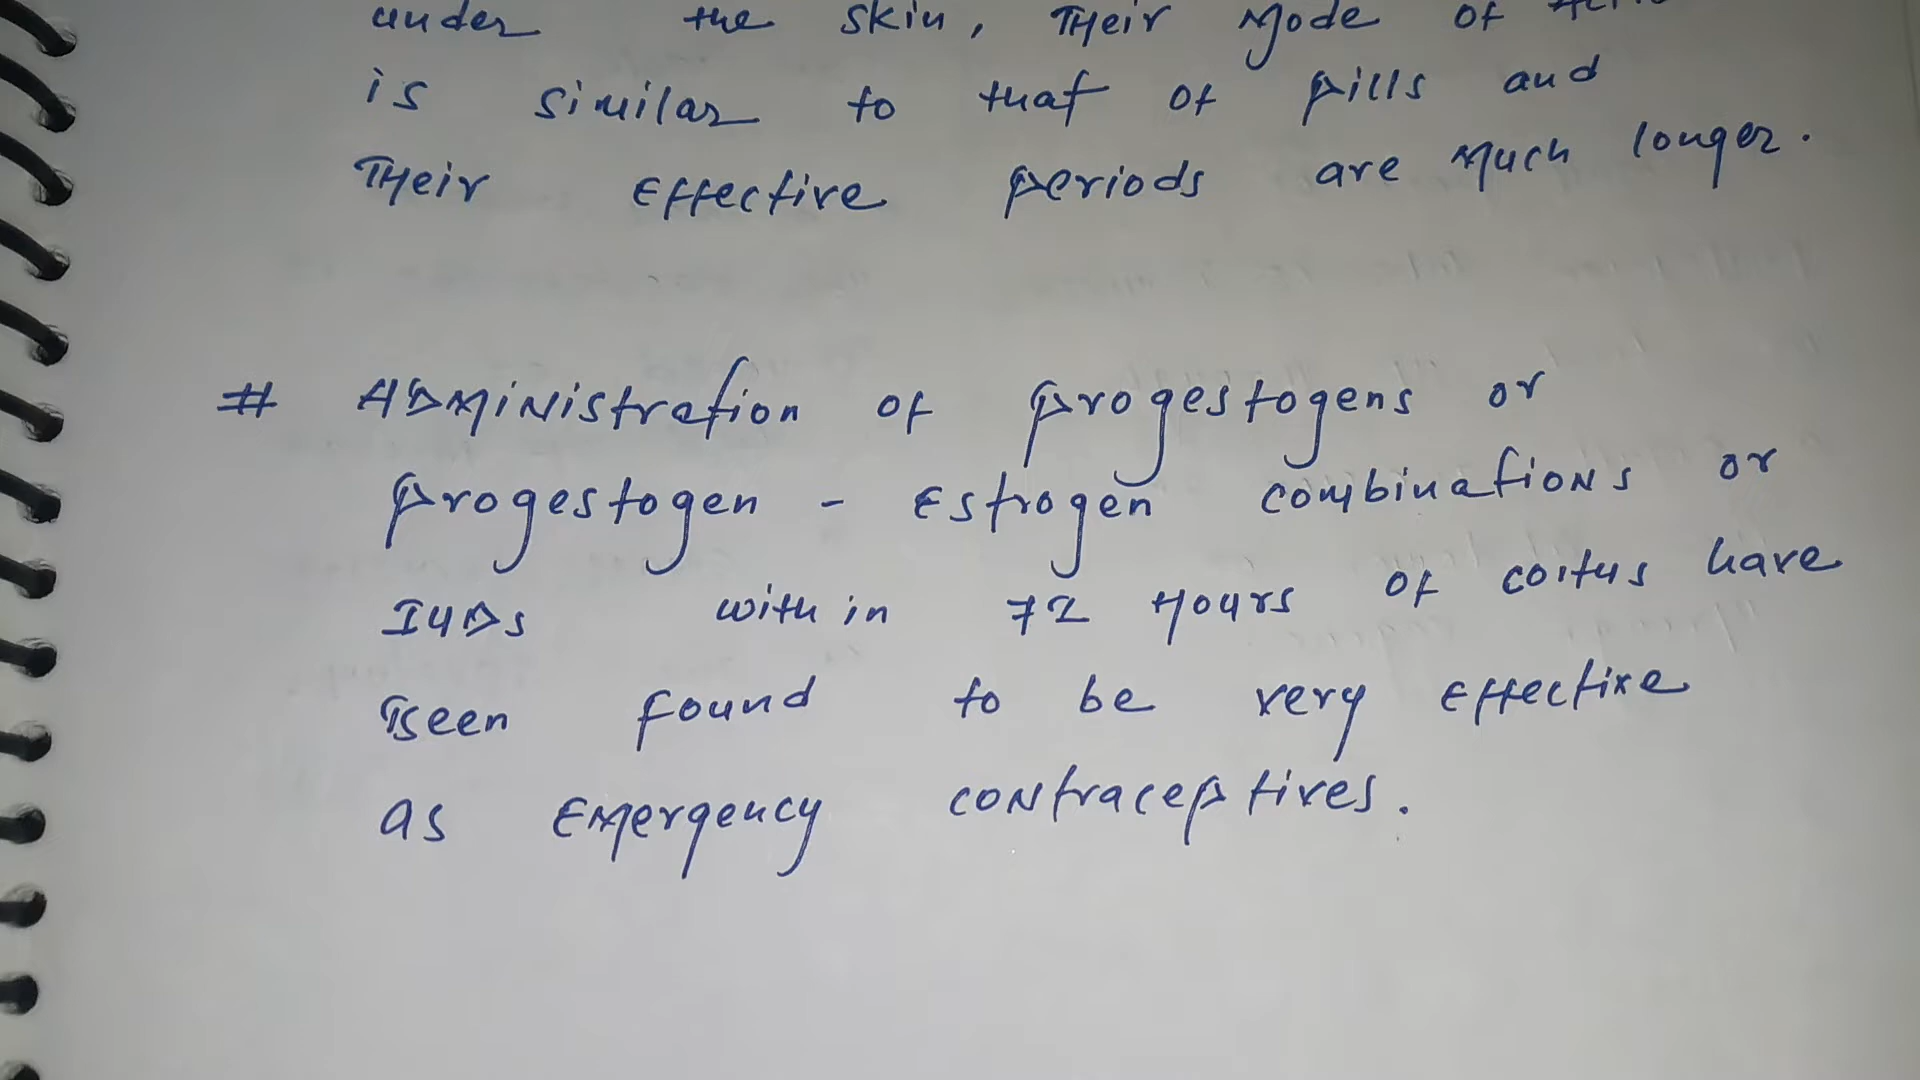 under the skin, Their Mode of
is similar to that of pills and
Their Effective periods are Much longer.
# Administration of progestogens or
progestogen - Estrogen combinations or
IUDs with in 72 Hours of coitus have
Been found to be very Effective
as Emergency contraceptives.